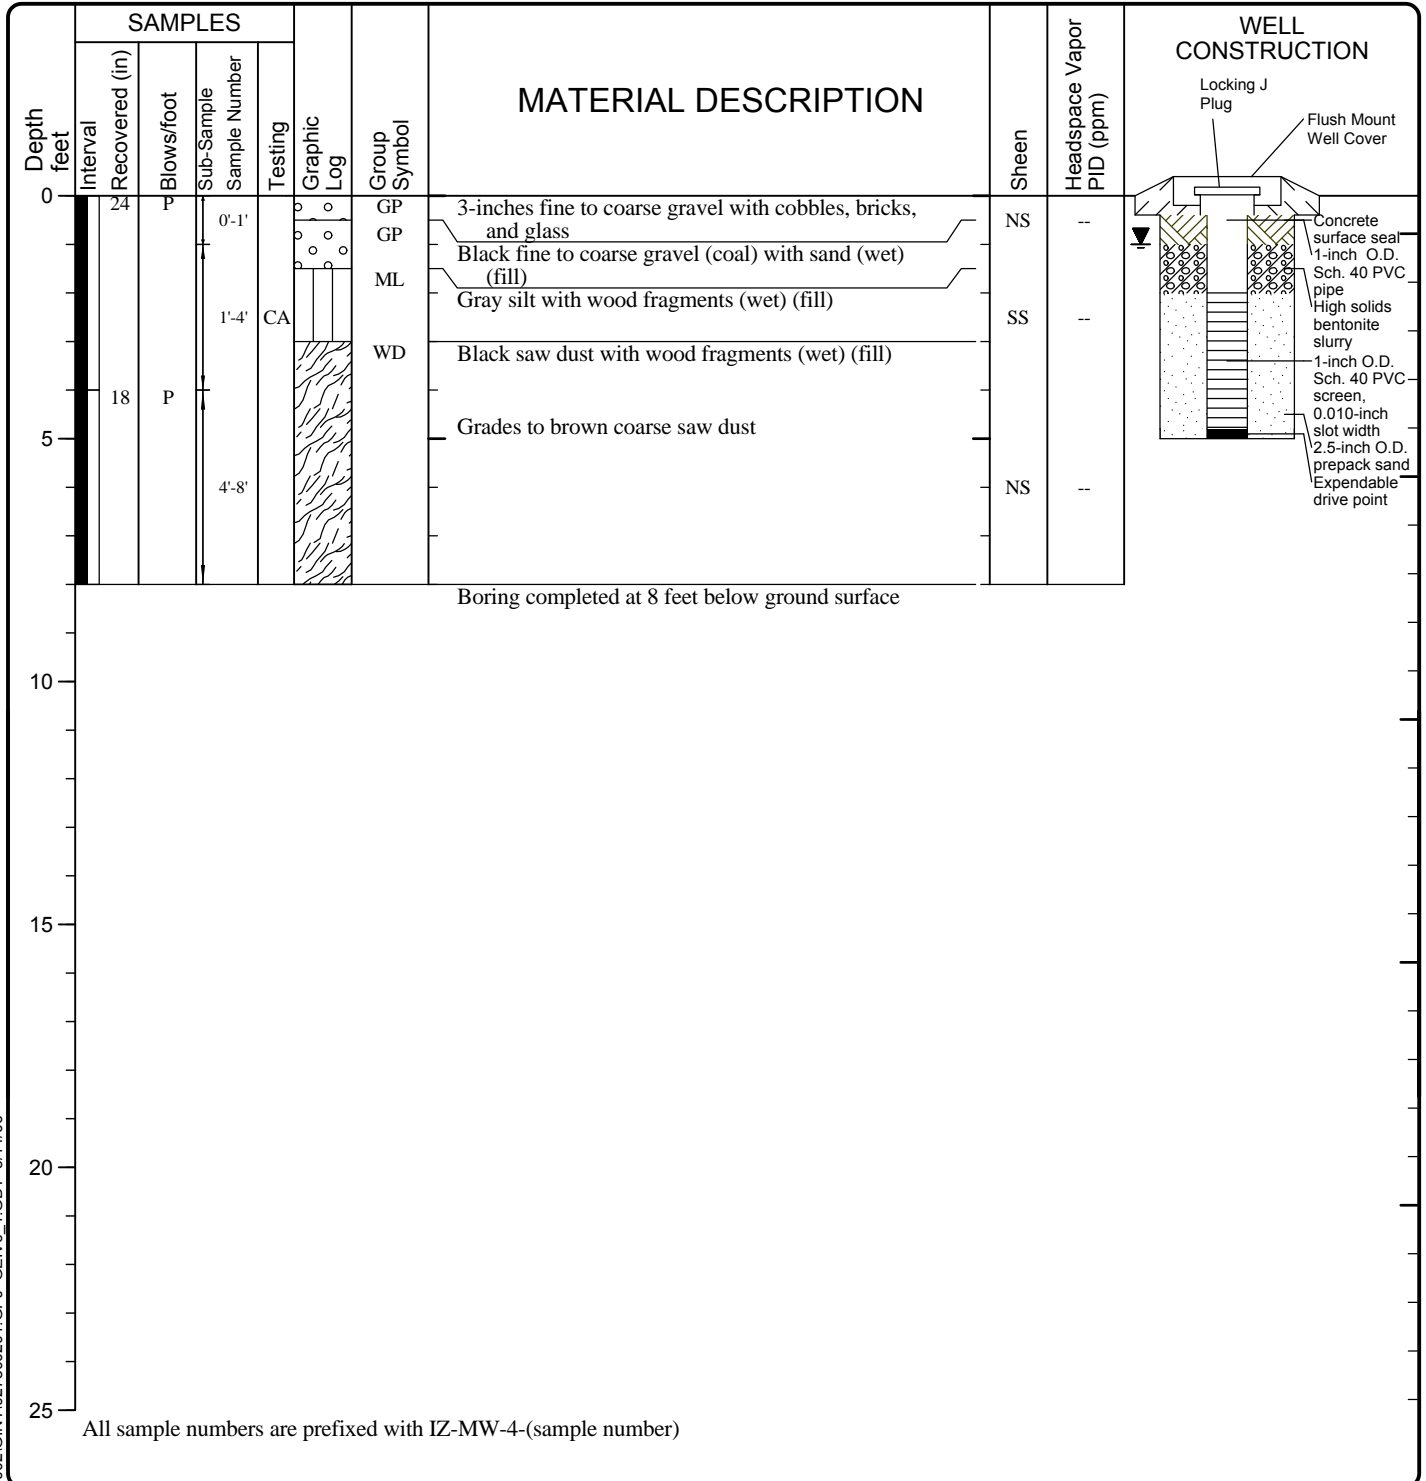 SAMPLES
Depth
feet
Interval
Recovered (in)
Blows/foot
Sub-Sample
Sample Number
Testing
Graphic
Log
Group
Symbol
MATERIAL DESCRIPTION
Sheen
Headspace Vapor
PID (ppm)
WELL
CONSTRUCTION
Locking J
Plug
Flush Mount
Well Cover
0
24
P
0'-1'
GP
3-inches fine to coarse gravel with cobbles, bricks,
and glass
NS
--
GP
Black fine to coarse gravel (coal) with sand (wet)
(fill)
ML
Gray silt with wood fragments (wet) (fill)
1'-4'
CA
SS
--
WD
Black saw dust with wood fragments (wet) (fill)
18
P
Grades to brown coarse saw dust
5
4'-8'
NS
--
Boring completed at 8 feet below ground surface
Concrete
surface seal
1-inch O.D.
Sch. 40 PVC
pipe
High solids
bentonite
slurry
1-inch O.D.
Sch. 40 PVC
screen,
0.010-inch
slot width
2.5-inch O.D.
prepack sand
Expendable
drive point
10
15
20
25
All sample numbers are prefixed with IZ-MW-4-(sample number)